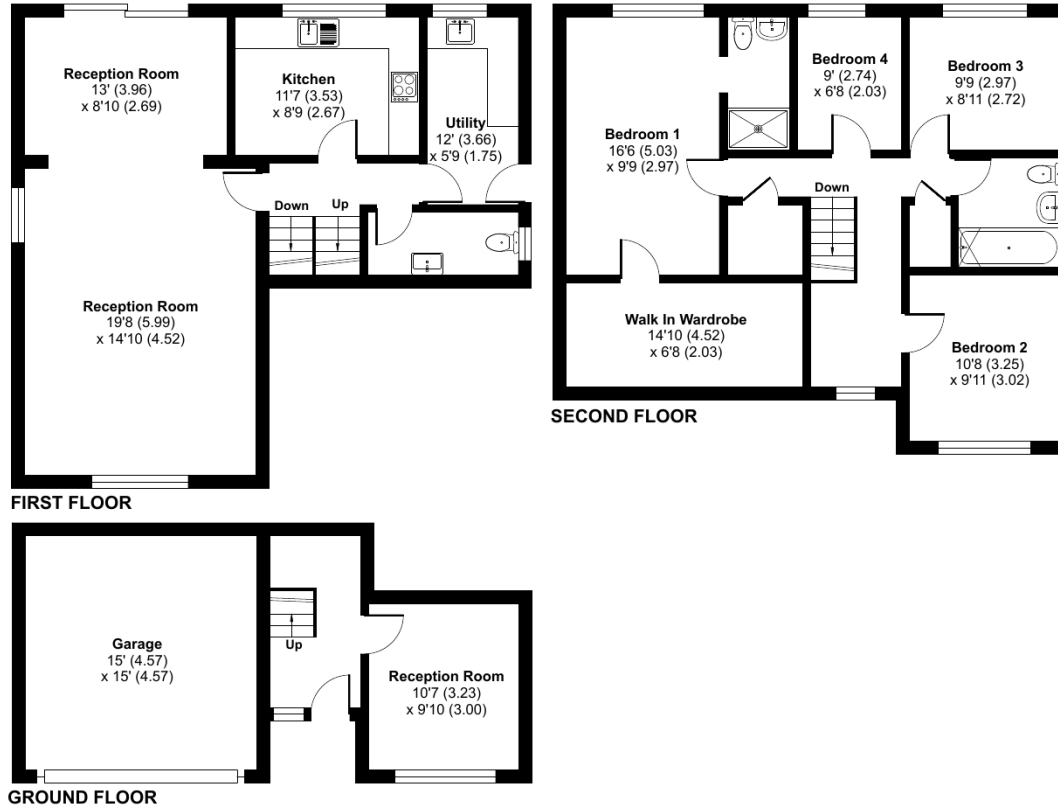 Reception Room
13' (3.96)
x 8'10 (2.69)
Kitchen
11'7 (3.53)
x 8'9 (2.67)
Utility
12' (3.66)
x 5'9 (1.75)
Down
Up
Reception Room
19'8 (5.99)
x 14'10 (4.52)
FIRST FLOOR
Bedroom 1
16'6 (5.03)
x 9'9 (2.97)
Bedroom 4
9' (2.74)
x 6'8 (2.03)
Bedroom 3
9'9 (2.97)
x 8'11 (2.72)
Down
Walk In Wardrobe
14'10 (4.52)
x 6'8 (2.03)
Bedroom 2
10'8 (3.25)
x 9'11 (3.02)
SECOND FLOOR
Garage
15' (4.57)
x 15' (4.57)
Up
Reception Room
10'7 (3.23)
x 9'10 (3.00)
GROUND FLOOR